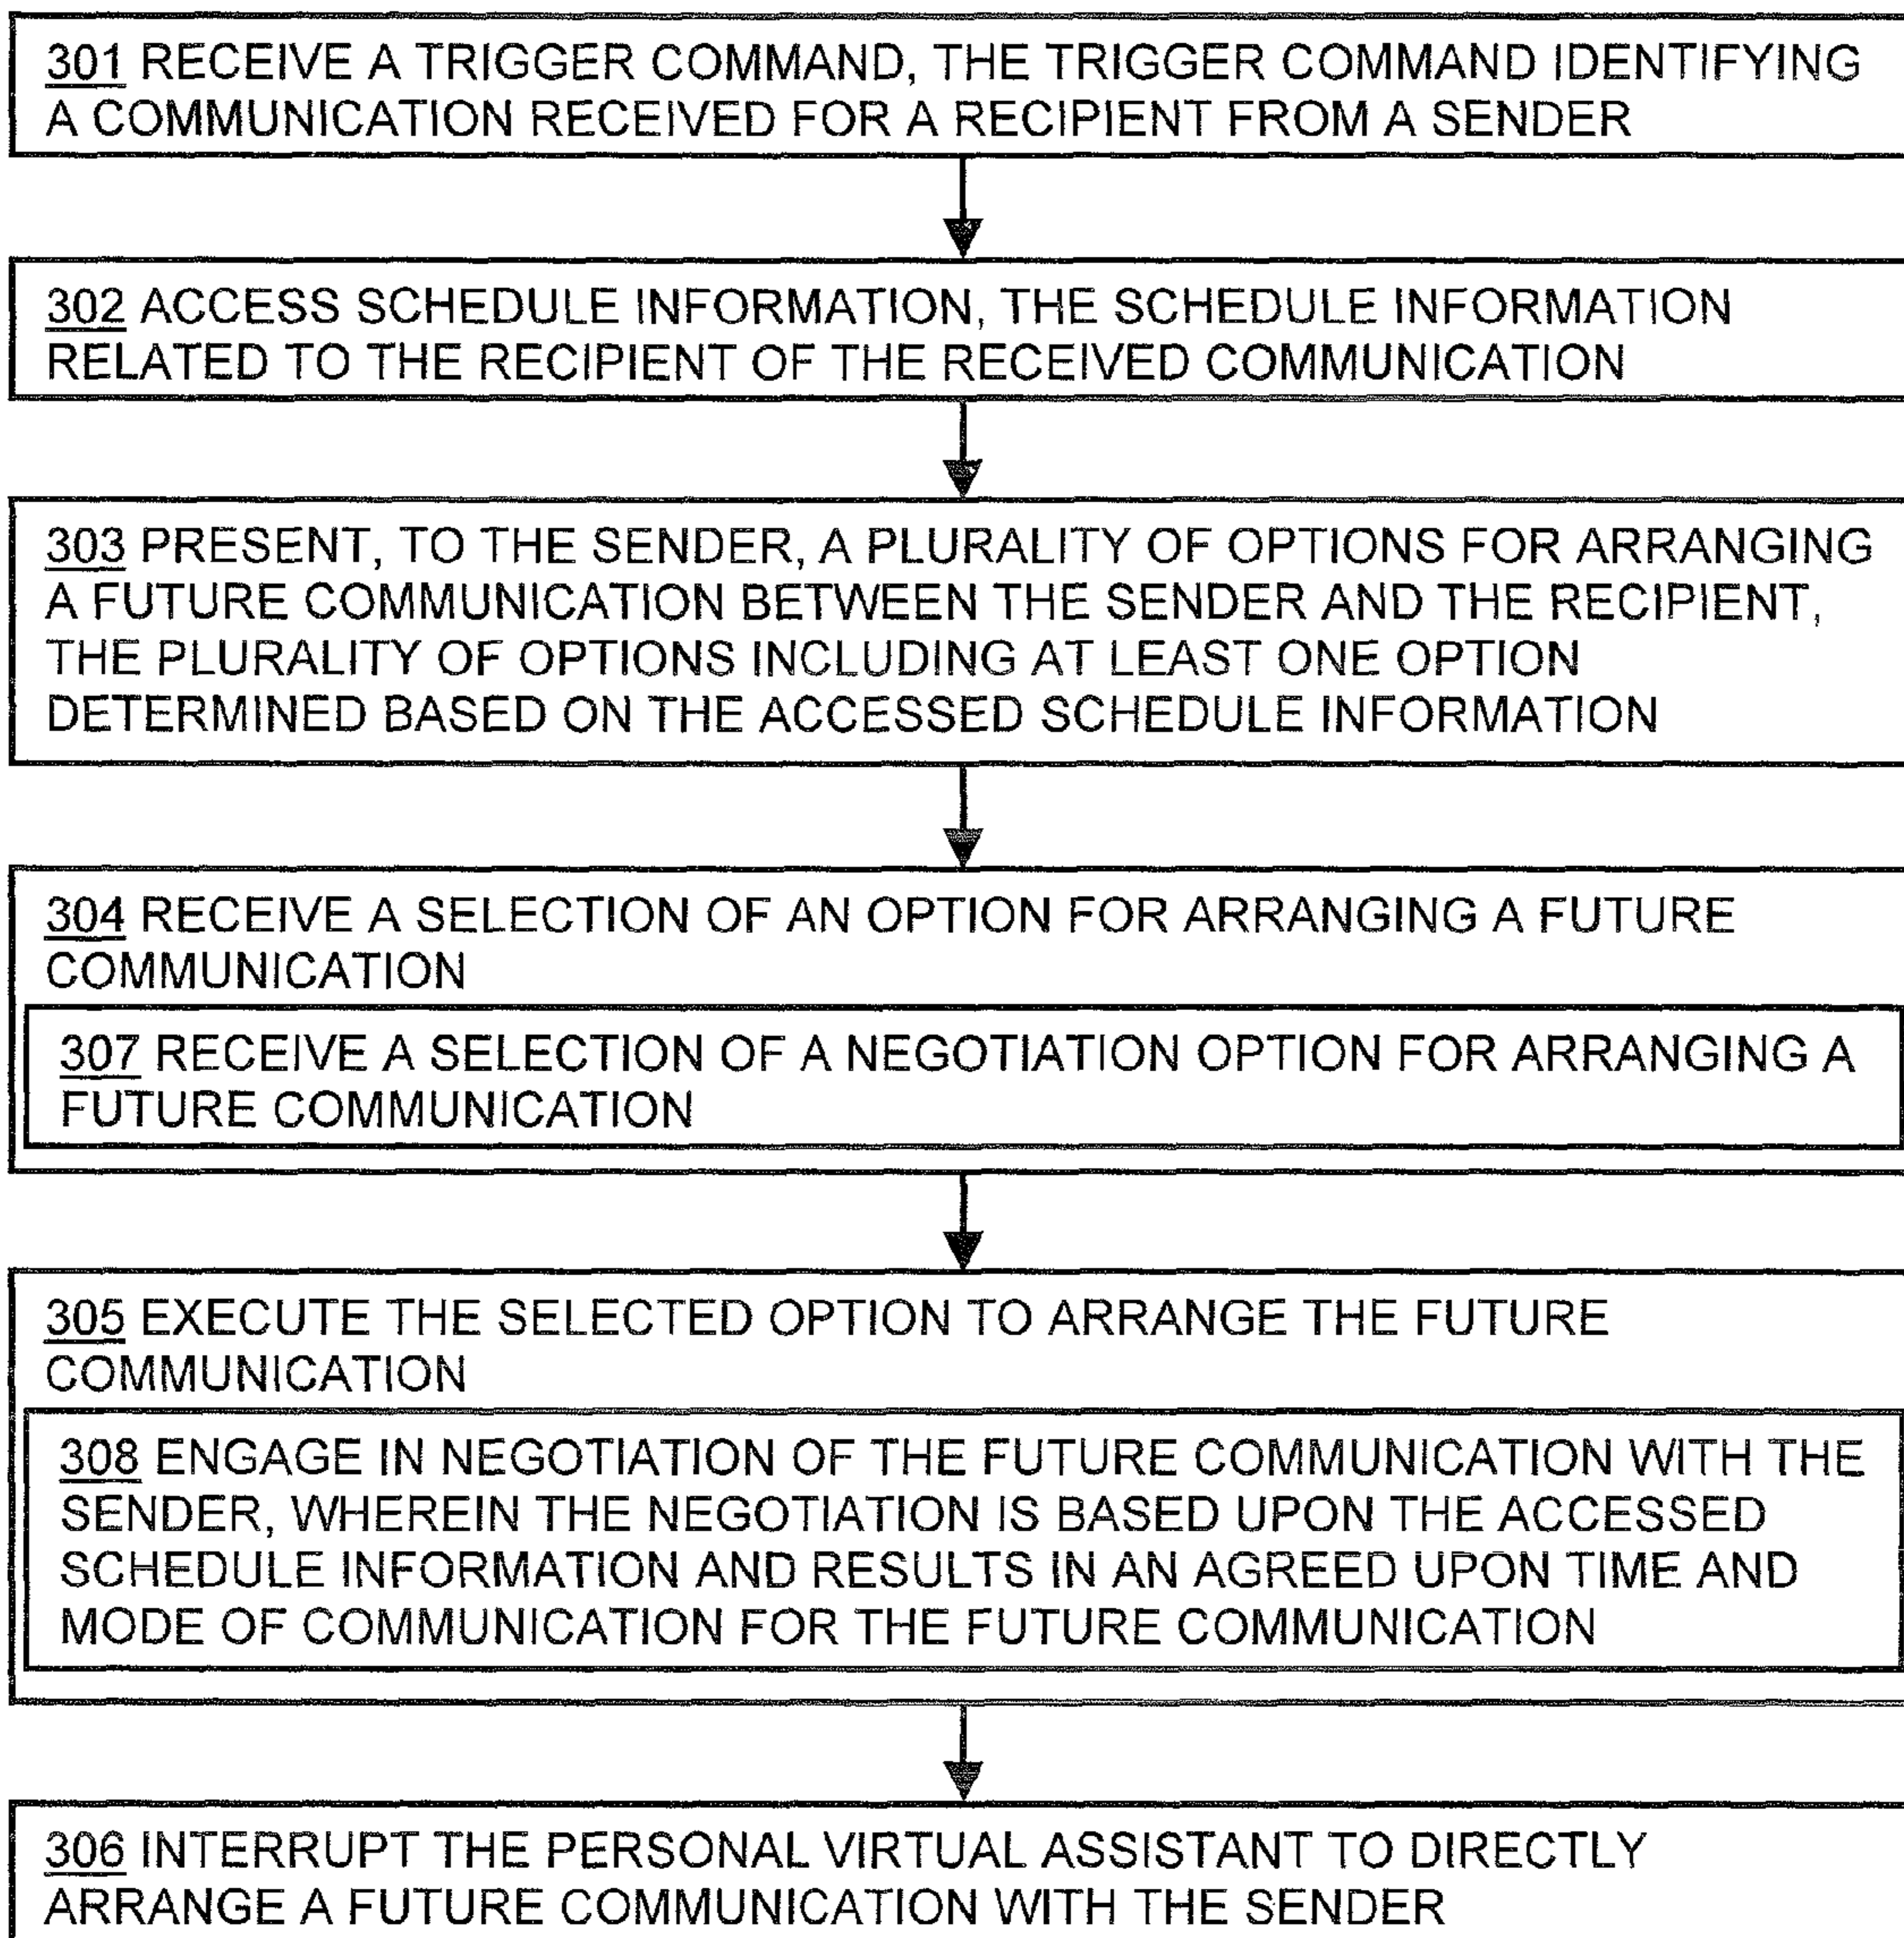 301 RECEIVE A TRIGGER COMMAND, THE TRIGGER COMMAND IDENTIFYING
A COMMUNICATION RECEIVED FOR A RECIPIENT FROM A SENDER
302 ACCESS SCHEDULE INFORMATION, THE SCHEDULE INFORMATION
RELATED TO THE RECIPIENT OF THE RECEIVED COMMUNICATION
303 PRESENT, TO THE SENDER, A PLURALITY OF OPTIONS FOR ARRANGING
A FUTURE COMMUNICATION BETWEEN THE SENDER AND THE RECIPIENT,
THE PLURALITY OF OPTIONS INCLUDING AT LEAST ONE OPTION
DETERMINED BASED ON THE ACCESSED SCHEDULE INFORMATION
304 RECEIVE A SELECTION OF AN OPTION FOR ARRANGING A FUTURE
COMMUNICATION
307 RECEIVE A SELECTION OF A NEGOTIATION OPTION FOR ARRANGING A
FUTURE COMMUNICATION
305 EXECUTE THE SELECTED OPTION TO ARRANGE THE FUTURE
COMMUNICATION
308 ENGAGE IN NEGOTIATION OF THE FUTURE COMMUNICATION WITH THE
SENDER, WHEREIN THE NEGOTIATION IS BASED UPON THE ACCESSED
SCHEDULE INFORMATION AND RESULTS IN AN AGREED UPON TIME AND
MODE OF COMMUNICATION FOR THE FUTURE COMMUNICATION
306 INTERRUPT THE PERSONAL VIRTUAL ASSISTANT TO DIRECTLY
ARRANGE A FUTURE COMMUNICATION WITH THE SENDER